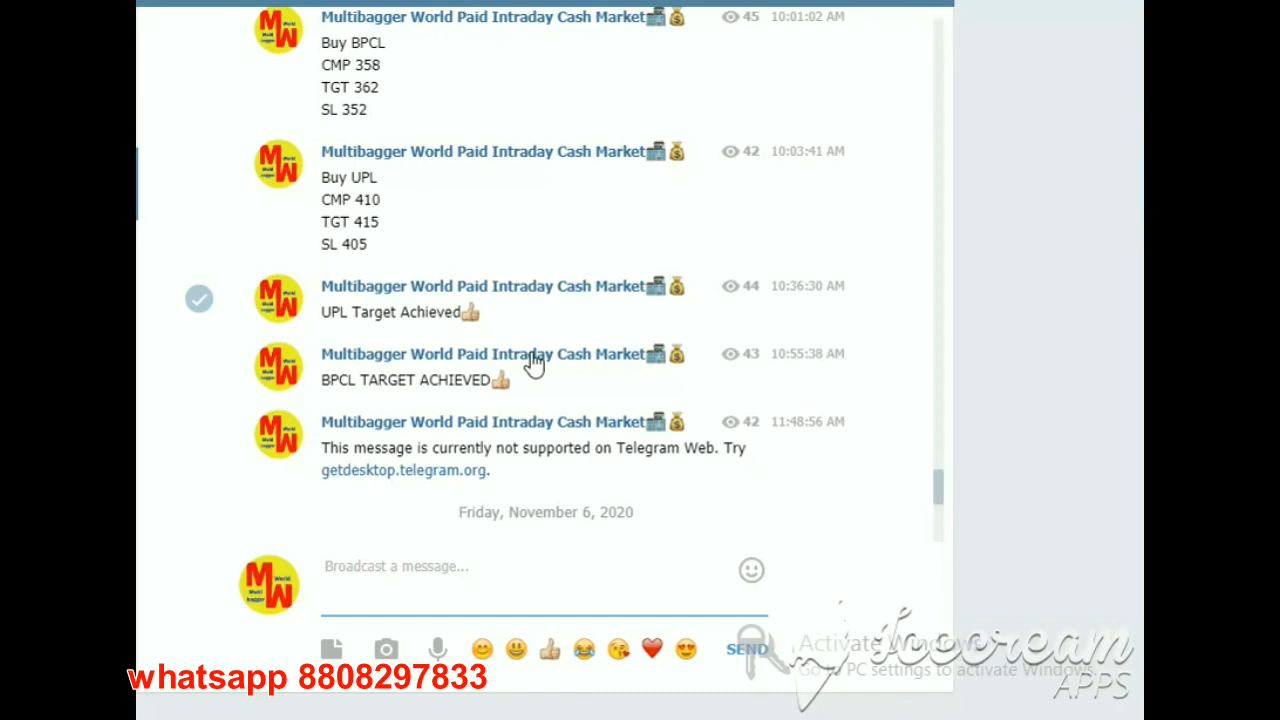 Multibagger World Paid Intraday Cash Market 45 10:01:02 AM
Buy BPCL
CMP 358
TGT 362
SL 352
Multibagger World Paid Intraday Cash Market 42 10:03:41 AM
Buy UPL
CMP 410
TGT 415
SL 405
Multibagger World Paid Intraday Cash Market 44 10:36:30 AM
UPL Target Achieved
Multibagger World Paid Intraday Cash Market 43 10:55:38 AM
BPCL TARGET ACHIEVED
Multibagger World Paid Intraday Cash Market 42 11:48:56 AM
This message is currently not supported on Telegram Web. Try
getdesktop.telegram.org.
Friday, November 6, 2020
Broadcast a message...
SEND
Activate Windows
Go to PC settings to activate Windows.
Icecream
APPS
whatsapp 8808297833